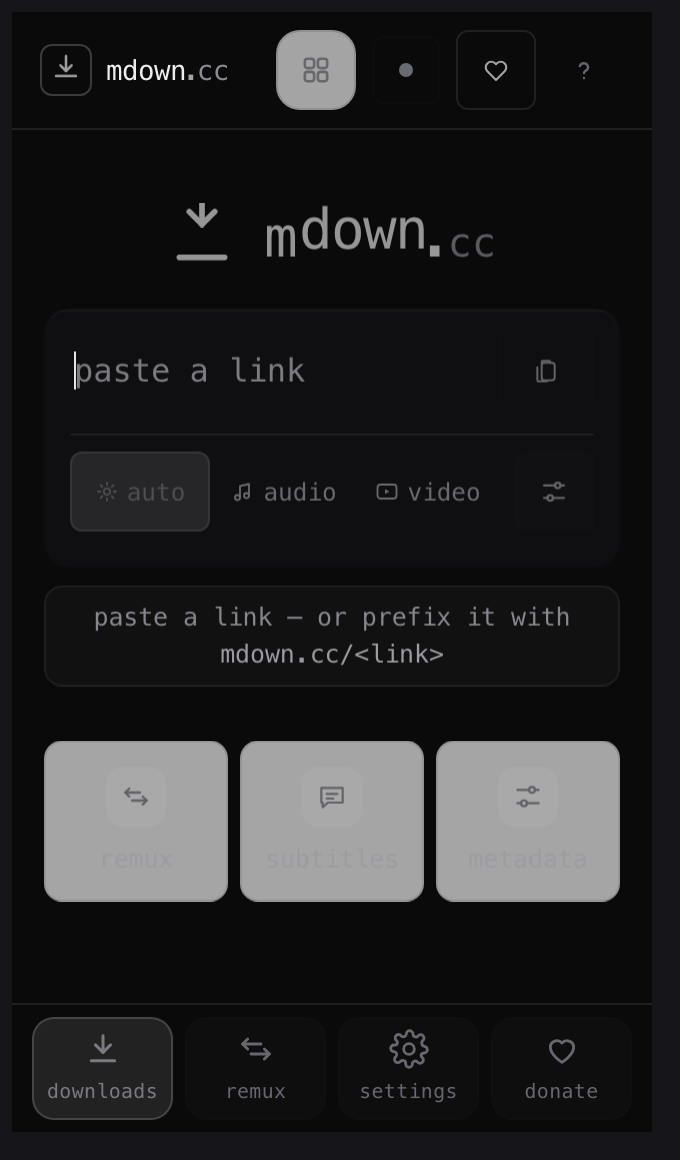 mdown.cc
?
mdown.cc
paste a link
auto audio video
paste a link — or prefix it with
mdown.cc/<link>
remux subtitles metadata
downloads remux settings donate